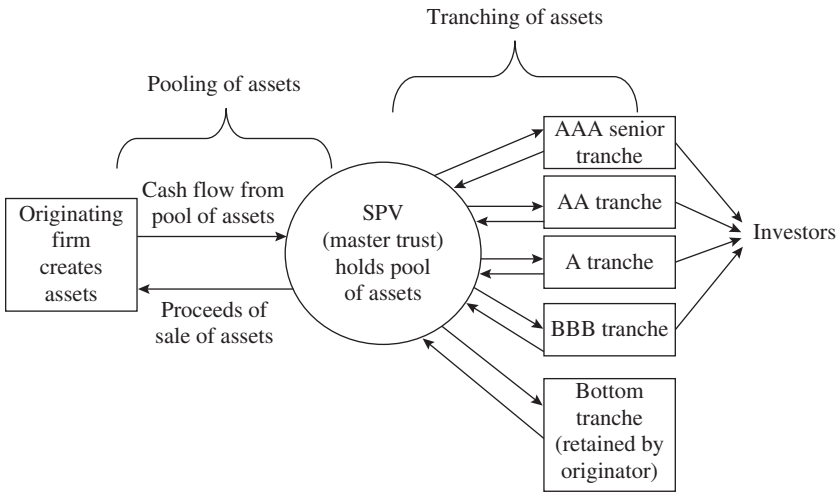 Tranching of assets
Pooling of assets
Originating
firm
creates
assets
Cash flow from
pool of assets
Proceeds of
sale of assets
SPV
(master trust)
holds pool
of assets
AAA senior
tranche
AA tranche
A tranche
BBB tranche
Bottom
tranche
(retained by
originator)
Investors